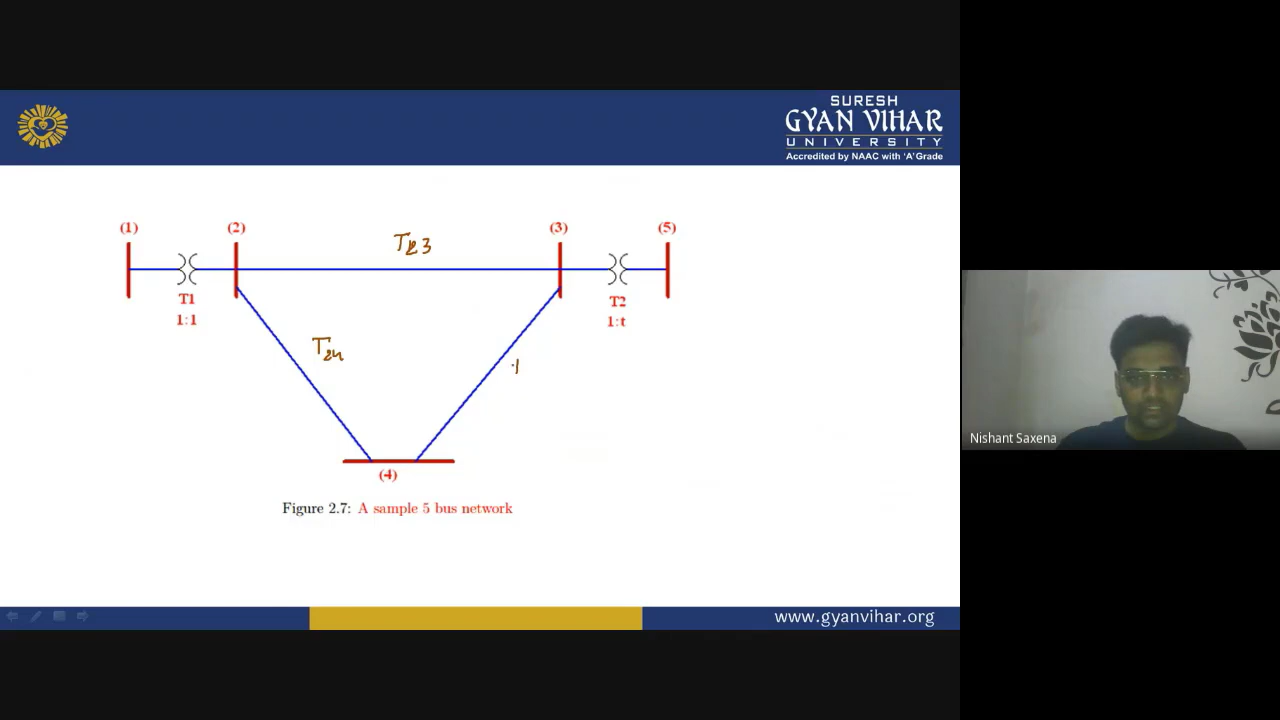 SURESH
GYAN VIHAR
UNIVERSITY
Accredited by NAAC with 'A' Grade
(1)
(2)
(3)
(5)
T23
T1
1:1
T2
1:t
T24
(4)
Figure 2.7: A sample 5 bus network
Nishant Saxena
www.gyanvihar.org